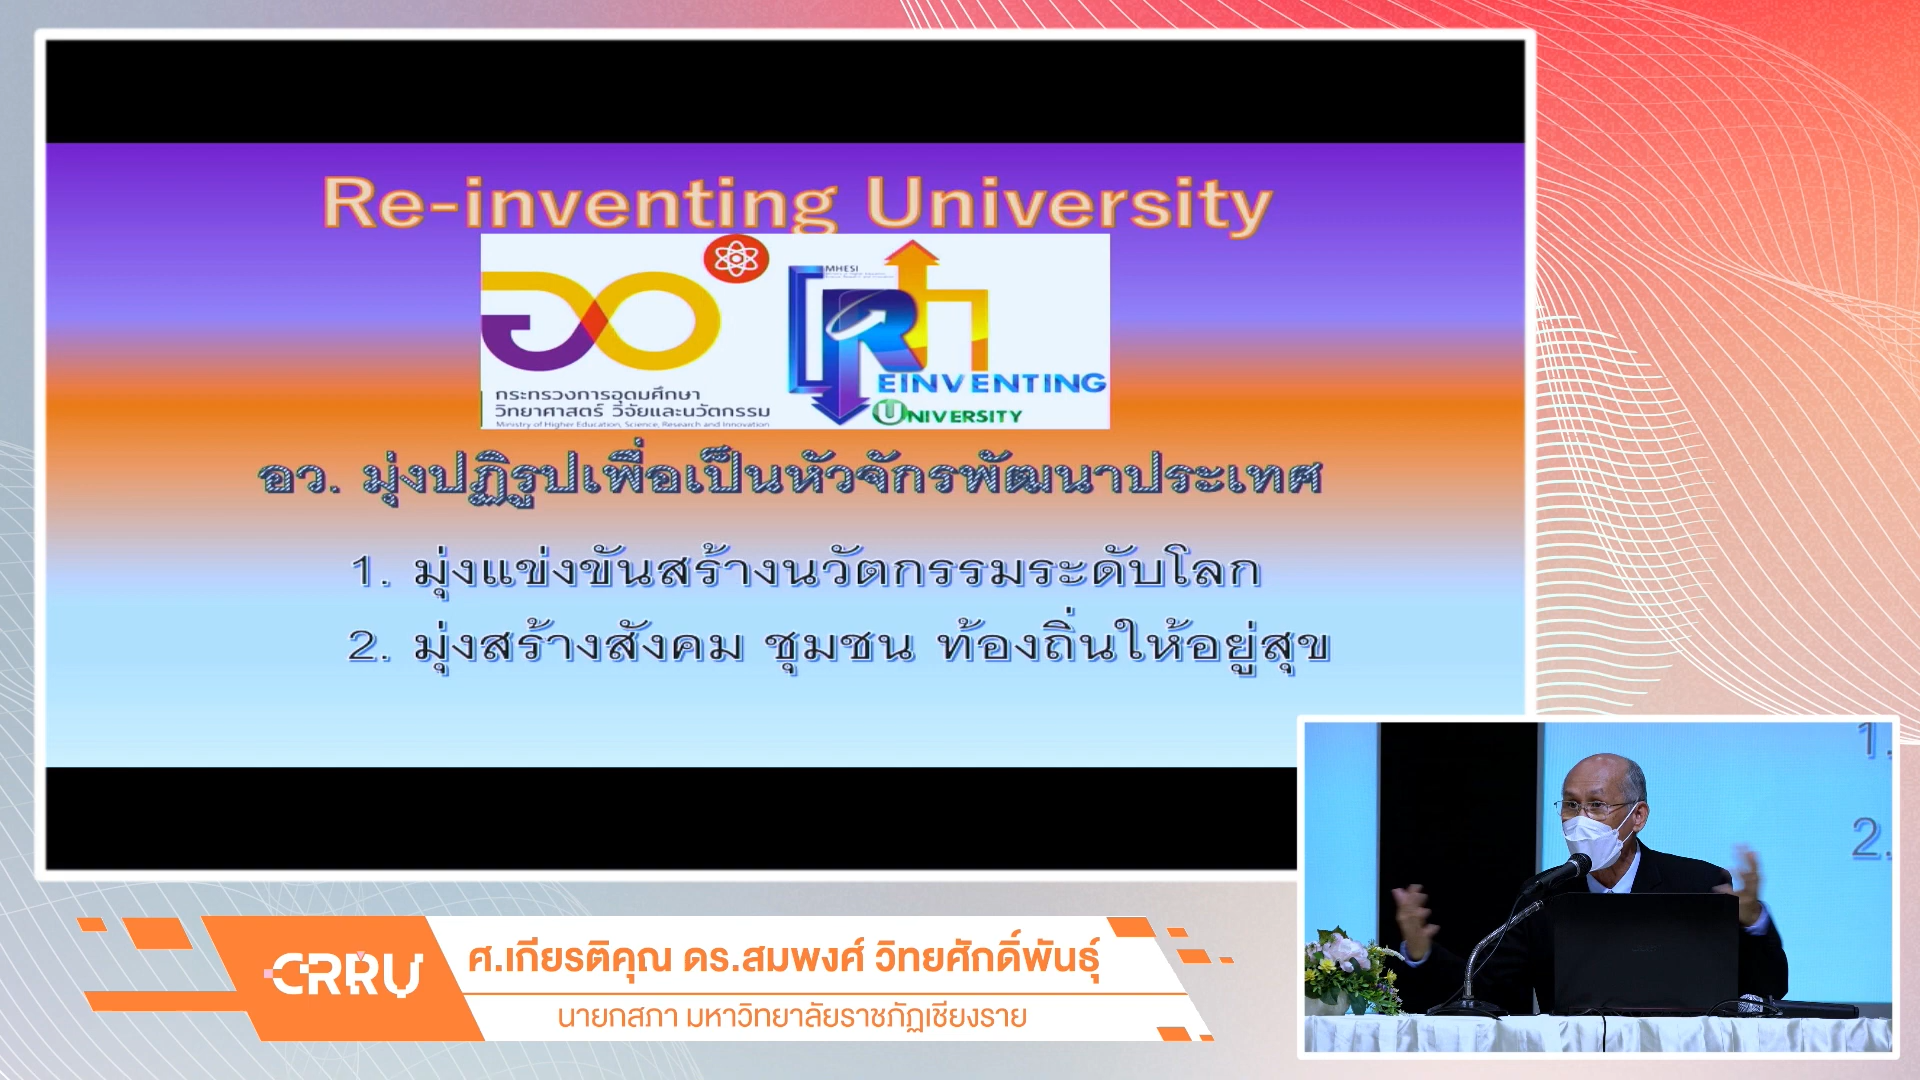 Re-inventing University
MHESI
กระทรวงการอุดมศึกษา
วิทยาศาสตร์ วิจัยและนวัตกรรม
Ministry of Higher Education, Science, Research and Innovation
REINVENTING
UNIVERSITY
อว. มุ่งปฏิรูปเพื่อเป็นหัวจักรพัฒนาประเทศ
1. มุ่งแข่งขันสร้างนวัตกรรมระดับโลก
2. มุ่งสร้างสังคม ชุมชน ท้องถิ่นให้อยู่สุข
1.
2.
CRRU
ศ.เกียรติคุณ ดร.สมพงศ์ วิทยศักดิ์พันธุ์
นายกสภา มหาวิทยาลัยราชภัฏเชียงราย